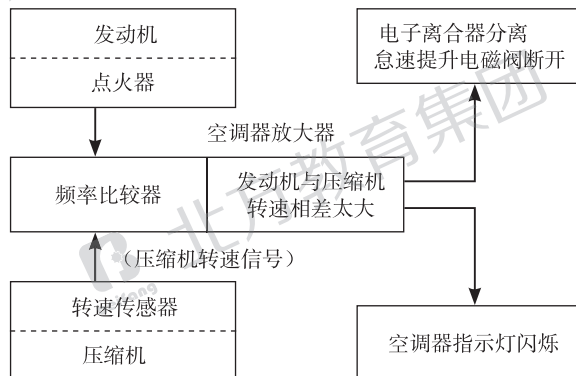 发动机
点火器
电子离合器分离
怠速提升电磁阀断开
空调器放大器
频率比较器
发动机与压缩机
转速相差太大
（压缩机转速信号）
转速传感器
压缩机
空调器指示灯闪烁
北方教育集团